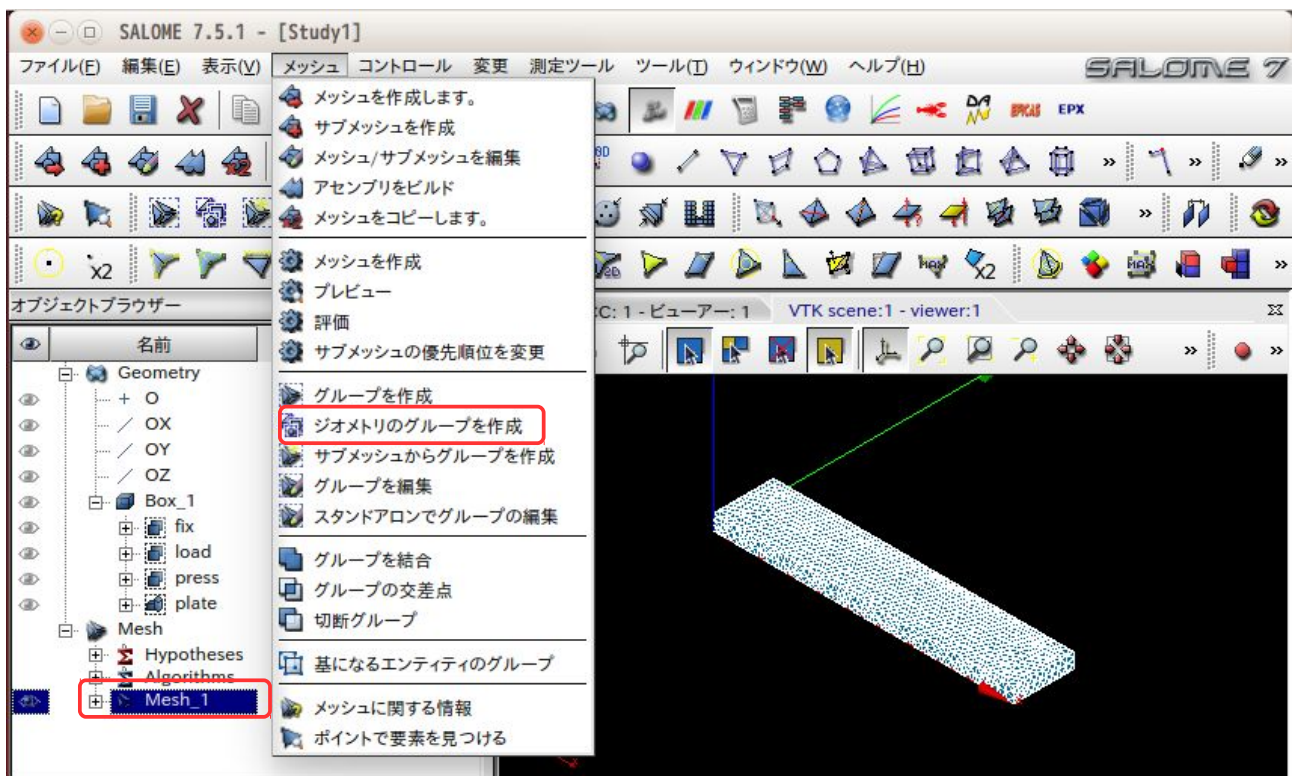 SALOME 7.5.1 - [Study1]
ファイル(F) 編集(E) 表示(V) メッシュ コントロール 変更 測定ツール ツール(T) ウィンドウ(W) ヘルプ(H) SALOME 7
メッシュを作成します。
EPX
サブメッシュを作成
メッシュ/サブメッシュを編集
アセンブリをビルド
メッシュをコピーします。
x2
メッシュを作成
MAX x2 MAX
プレビュー
評価
サブメッシュの優先順位を変更
グループを作成
ジオメトリのグループを作成
サブメッシュからグループを作成
グループを編集
スタンドアロンでグループの編集
グループを結合
グループの交差点
切断グループ
基になるエンティティのグループ
メッシュに関する情報
ポイントで要素を見つける
オブジェクトブラウザー
名前
Geometry
O
OX
OY
OZ
Box_1
fix
load
press
plate
Mesh
Hypotheses
Algorithms
Mesh_1
C: 1 - ビューアー: 1 VTK scene:1 - viewer:1